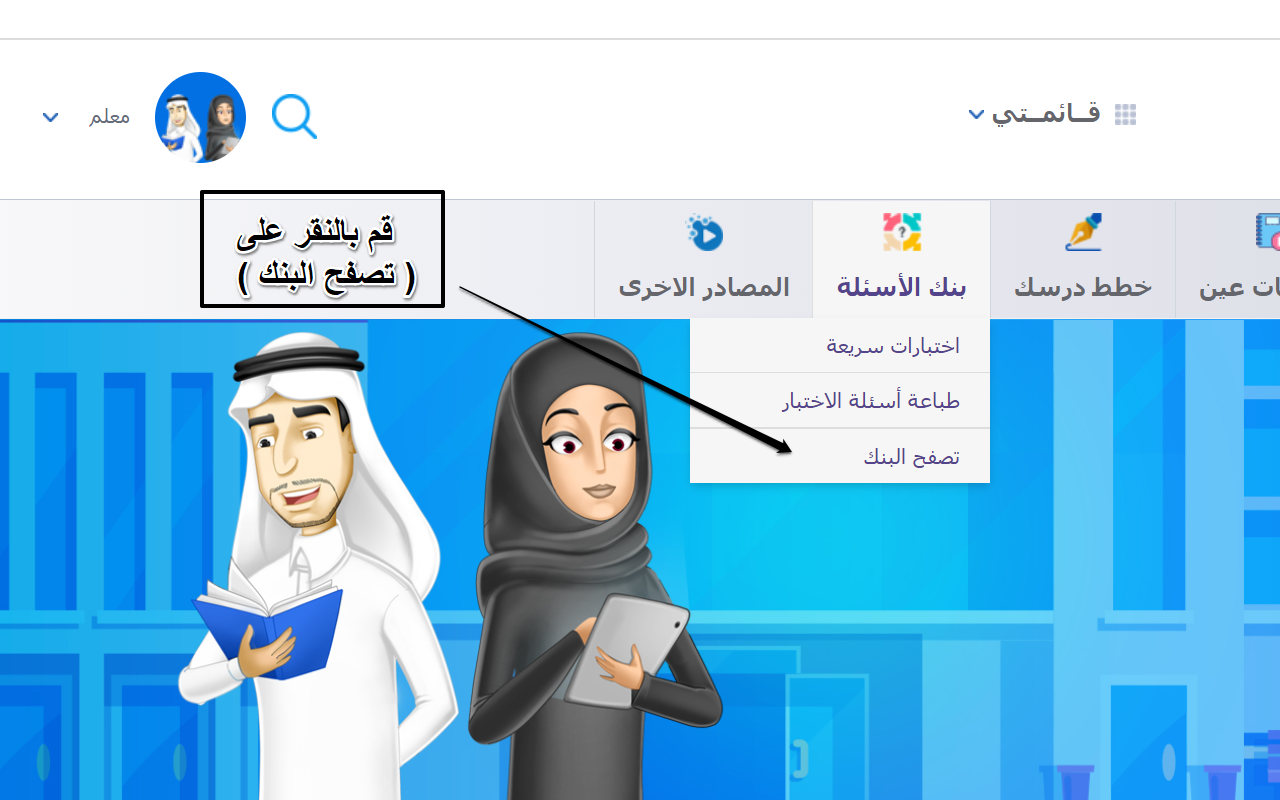 قـائمـتي
معلم
ات عين
خطط درسك
بنك الأسئلة
المصادر الاخرى
قم بالنقر على
( تصفح البنك )
اختبارات سريعة
طباعة أسئلة الاختبار
تصفح البنك